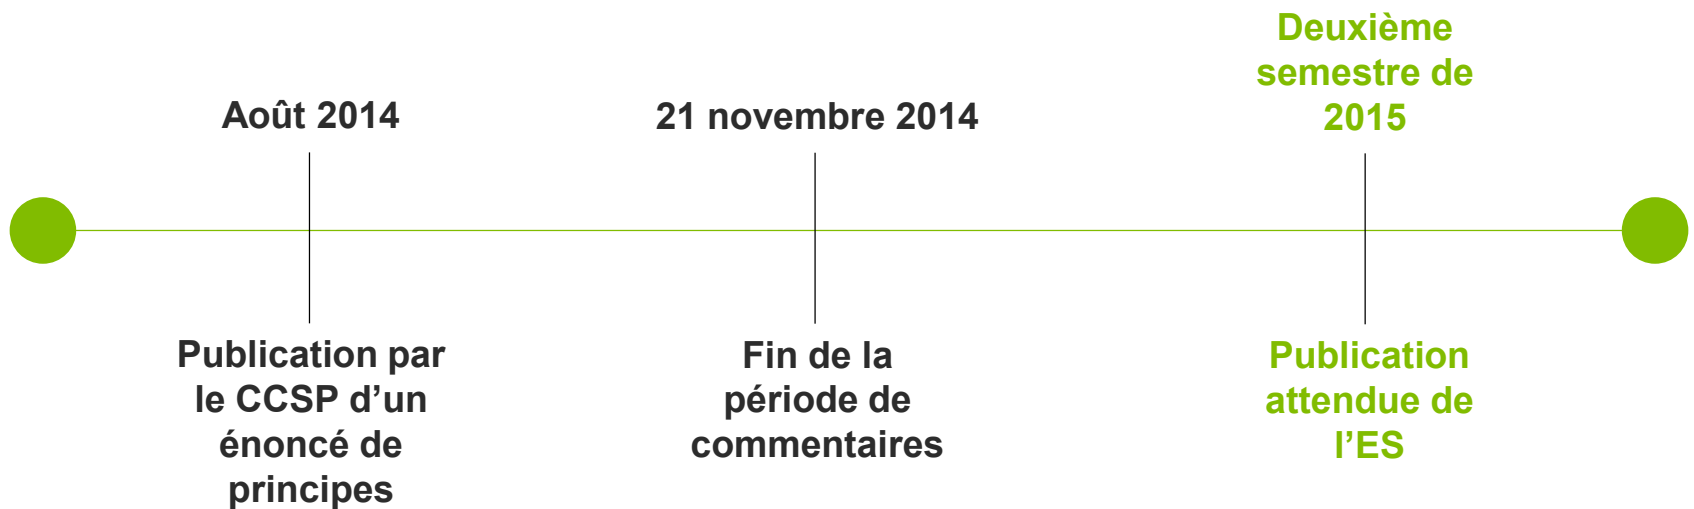 Août 2014
Publication par
le CCSP d’un
énoncé de
principes
21 novembre 2014
Fin de la
période de
commentaires
Deuxième
semestre de
2015
Publication
attendue de
l’ES